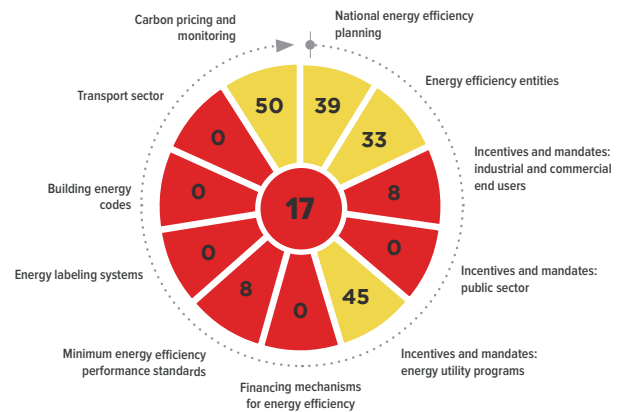 Carbon pricing and
monitoring
National energy efficiency
planning
Energy efficiency entities
Incentives and mandates:
industrial and commercial
end users
Incentives and mandates:
public sector
Incentives and mandates:
energy utility programs
Financing mechanisms
for energy efficiency
Minimum energy efficiency
performance standards
Energy labeling systems
Building energy
codes
Transport sector
50
39
33
8
0
45
0
8
0
0
0
17